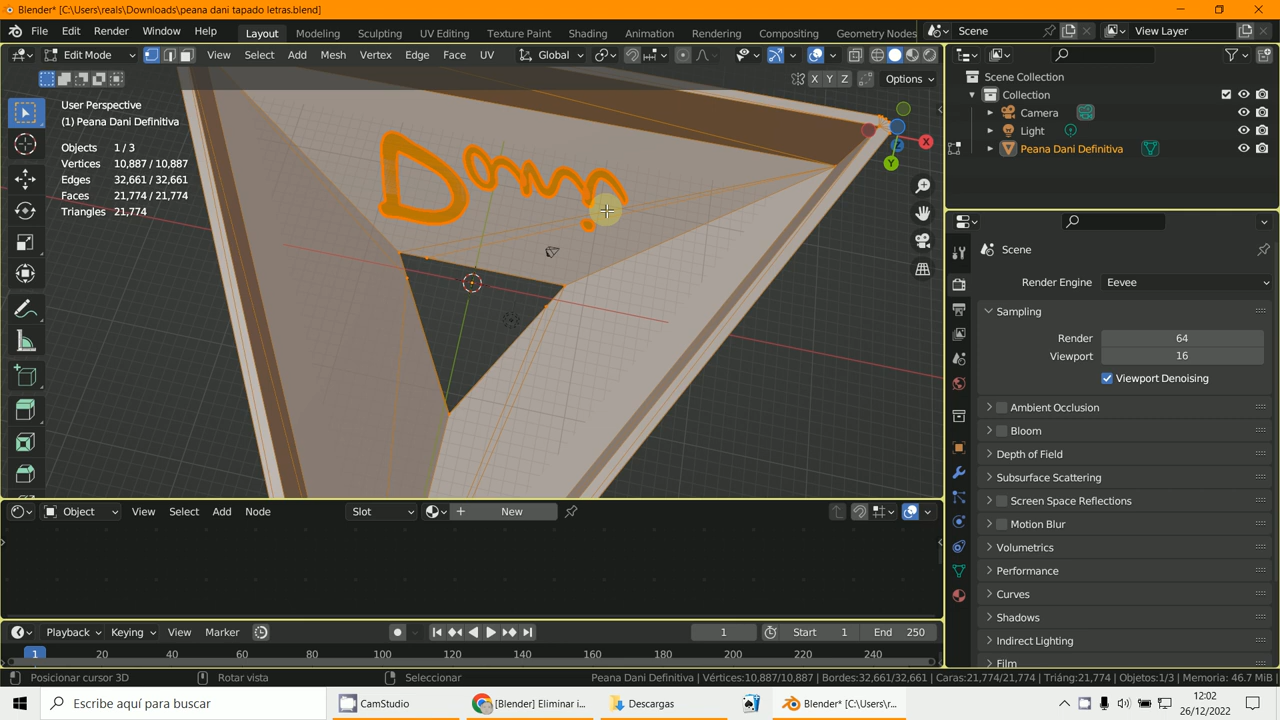 Blender* [C:\Users\reals\Downloads\peana dani tapado letras.blend]
File Edit Render Window Help Layout Modeling Sculpting UV Editing Texture Paint Shading Animation Rendering Compositing Geometry Nodes Scene View Layer
Edit Mode View Select Add Mesh Vertex Edge Face UV Global
X Y Z Options
User Perspective
(1) Peana Dani Definitiva
Objects 1 / 3
Vertices 10,887 / 10,887
Edges 32,661 / 32,661
Faces 21,774 / 21,774
Triangles 21,774
Dany
X
Y
Z
Scene Collection
Collection
Camera
Light
Peana Dani Definitiva
Scene
Render Engine Eevee
Sampling
Render 64
Viewport 16
Viewport Denoising
Ambient Occlusion
Bloom
Depth of Field
Subsurface Scattering
Screen Space Reflections
Motion Blur
Volumetrics
Performance
Curves
Shadows
Indirect Lighting
Film
Object View Select Add Node Slot New
Playback Keying View Marker 1 Start 1 End 250
1 20 40 60 80 100 120 140 160 180 200 220 240
Posicionar cursor 3D Rotar vista Seleccionar Peana Dani Definitiva | Vértices:10,887/10,887 | Bordes:32,661/32,661 | Caras:21,774/21,774 | Triáng:21,774 | Objetos:1/3 | Memoria: 46.7 MiB
Escribe aquí para buscar CamStudio [Blender] Eliminar i... Descargas Blender* [C:\Users\r... 12:02
26/12/2022